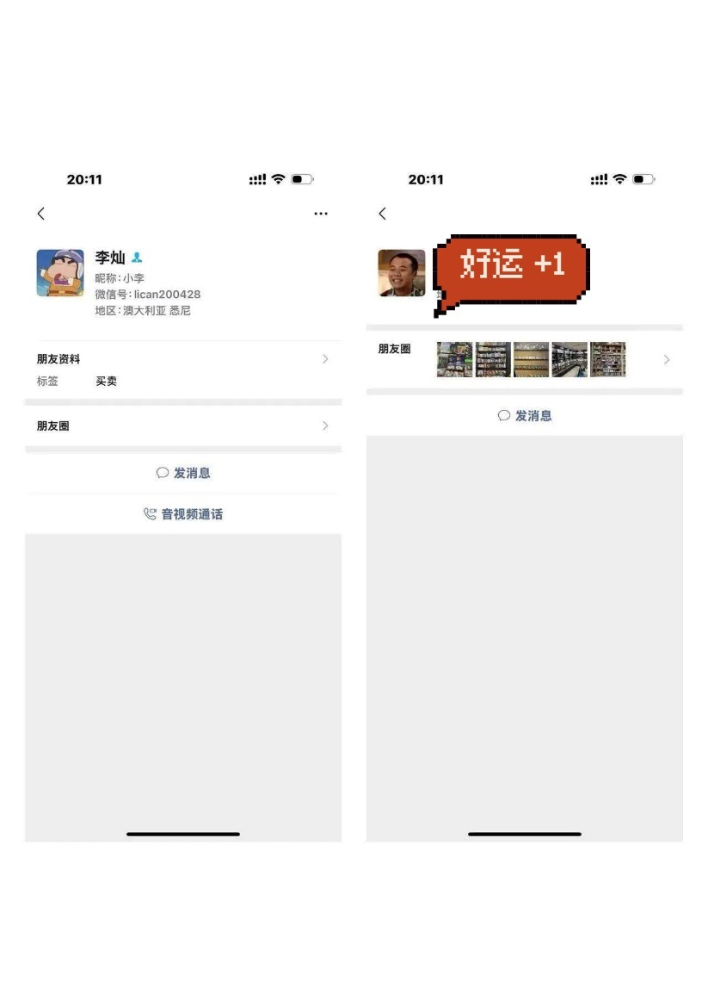 20:11
李灿
昵称:小李
微信号: lican200428
地区:澳大利亚 悉尼
朋友资料
标签 买卖
朋友圈
发消息
音视频通话
20:11
好运 +1
朋友圈
发消息